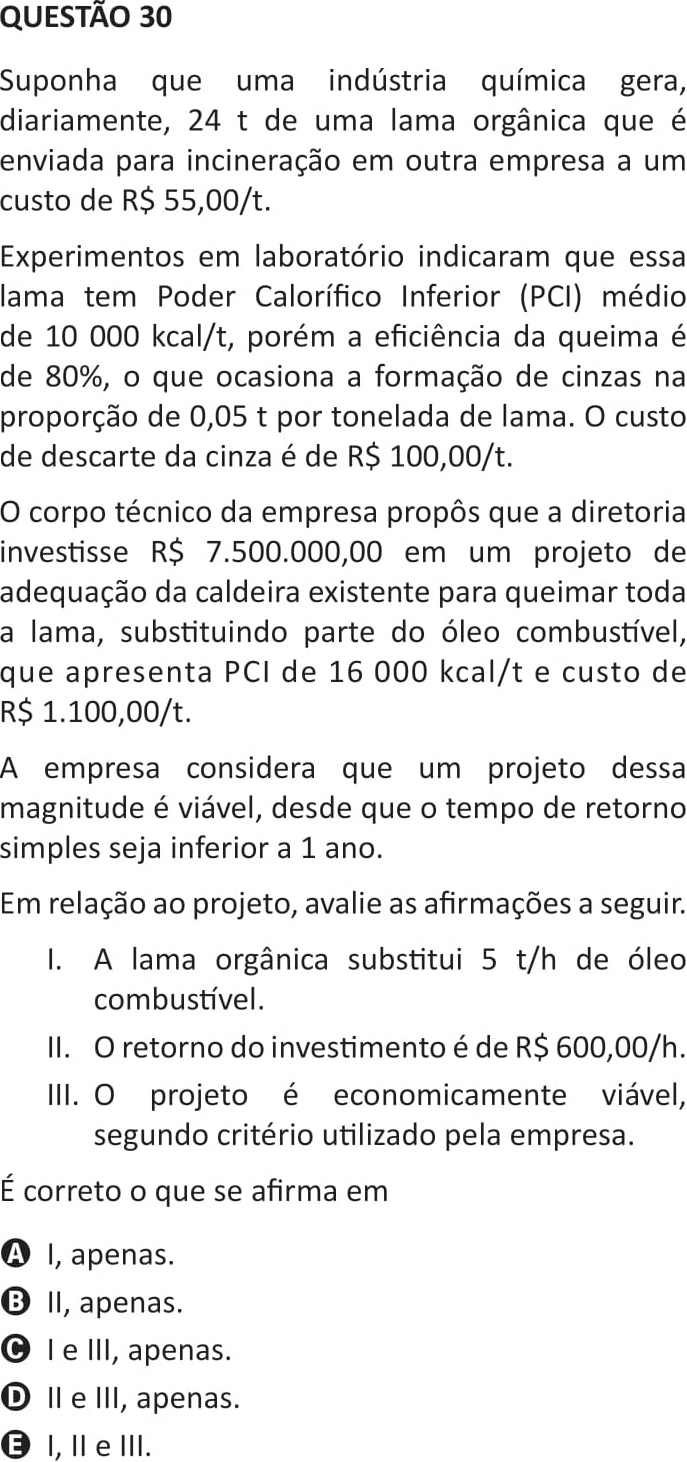 QUESTÃO 30
Suponha que uma indústria química gera,
diariamente, 24 t de uma lama orgânica que é
enviada para incineração em outra empresa a um
custo de R$ 55,00/t.
Experimentos em laboratório indicaram que essa
lama tem Poder Calorífico Inferior (PCI) médio
de 10 000 kcal/t, porém a eficiência da queima é
de 80%, o que ocasiona a formação de cinzas na
proporção de 0,05 t por tonelada de lama. O custo
de descarte da cinza é de R$ 100,00/t.
O corpo técnico da empresa propôs que a diretoria
investisse R$ 7.500.000,00 em um projeto de
adequação da caldeira existente para queimar toda
a lama, substituindo parte do óleo combustível,
que apresenta PCI de 16 000 kcal/t e custo de
R$ 1.100,00/t.
A empresa considera que um projeto dessa
magnitude é viável, desde que o tempo de retorno
simples seja inferior a 1 ano.
Em relação ao projeto, avalie as afirmações a seguir.
I. A lama orgânica substitui 5 t/h de óleo
combustível.
II. O retorno do investimento é de R$ 600,00/h.
III. O projeto é economicamente viável,
segundo critério utilizado pela empresa.
É correto o que se afirma em
A I, apenas.
B II, apenas.
C I e III, apenas.
D II e III, apenas.
E I, II e III.